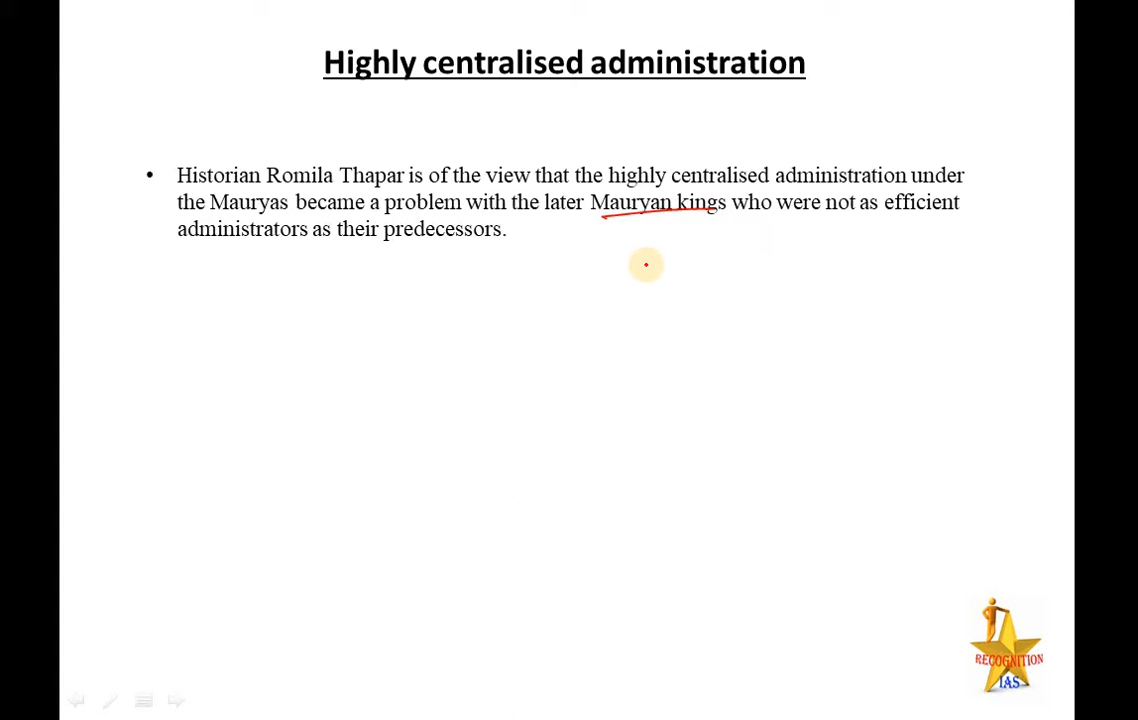 Highly centralised administration
• Historian Romila Thapar is of the view that the highly centralised administration under
the Mauryas became a problem with the later Mauryan kings who were not as efficient
administrators as their predecessors.
RECOGNITION
IAS